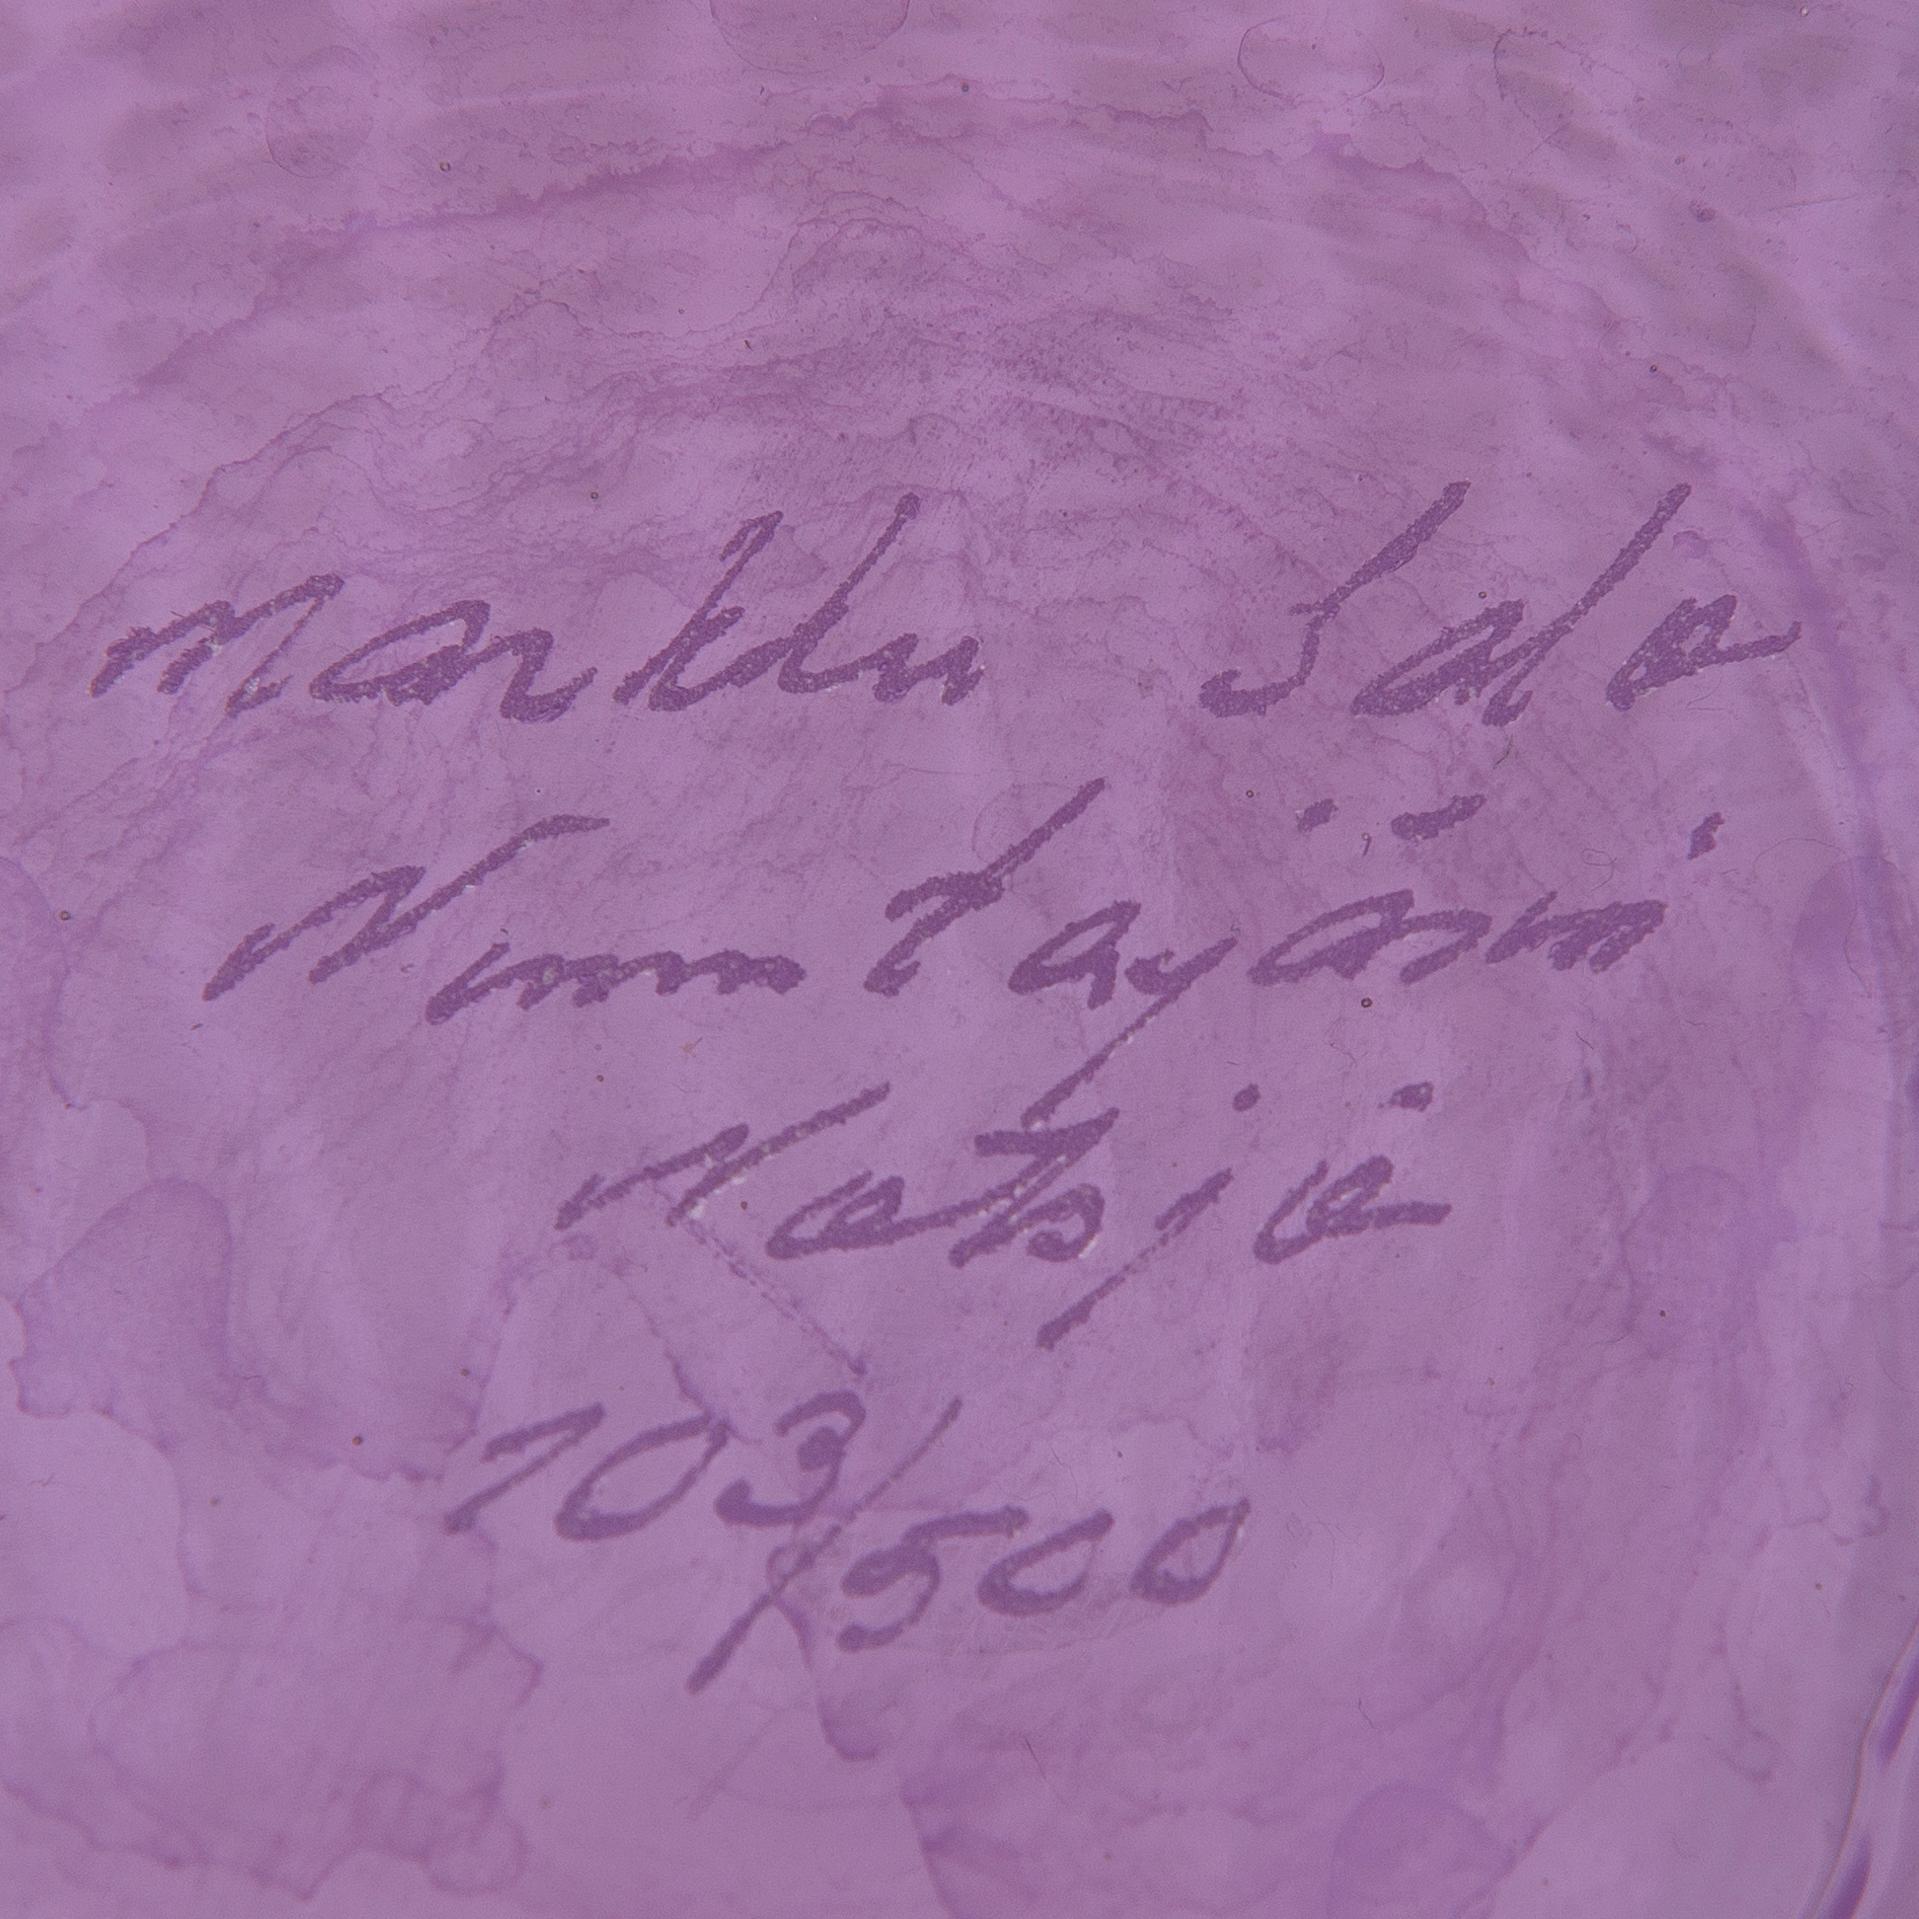 Markku Salo
Nuutajärvi
Notsjö
103/500